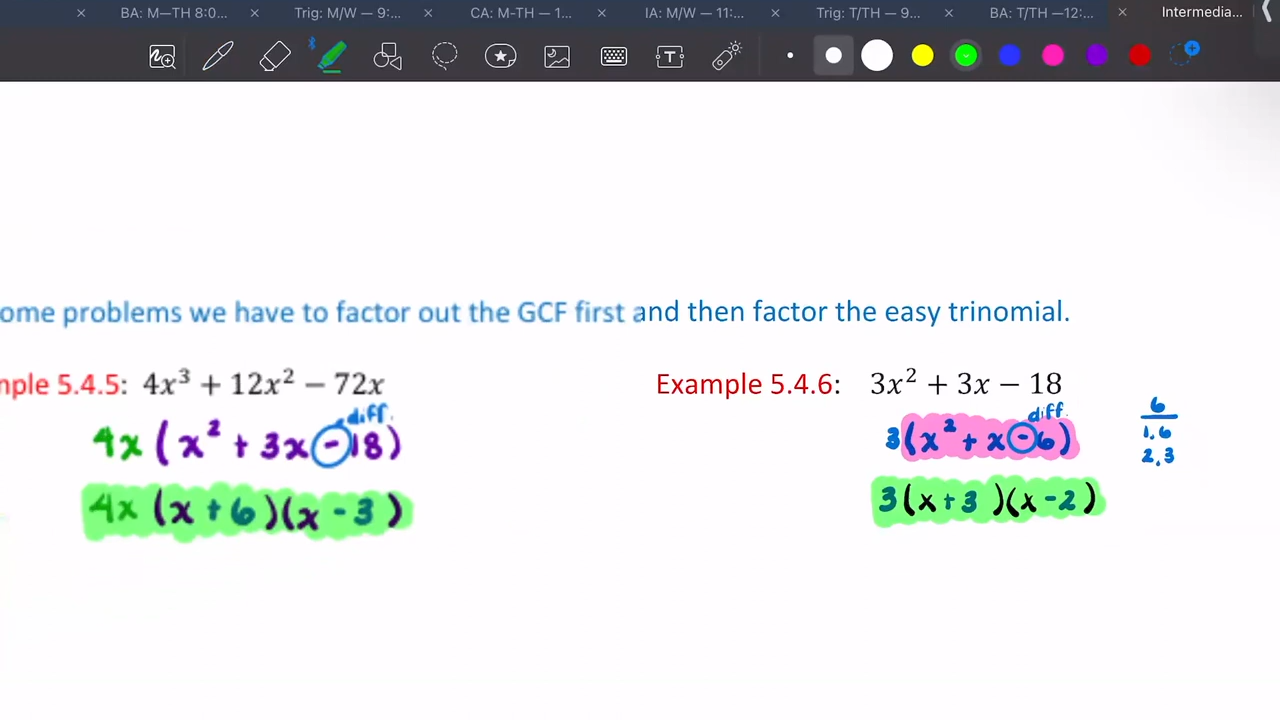 BA: M—TH 8:0... Trig: M/W — 9:... CA: M-TH — 1... IA: M/W — 11:... Trig: T/TH — 9... BA: T/TH —12:... Intermedia...
T
ome problems we have to factor out the GCF first and then factor the easy trinomial.
mple 5.4.5: 4x³ + 12x² − 72x
diff.
4x (x² + 3x − 18)
4x (x + 6)(x − 3)
Example 5.4.6: 3x² + 3x − 18
diff.
3(x² + x − 6)
3(x + 3)(x − 2)
6
1, 6
2, 3